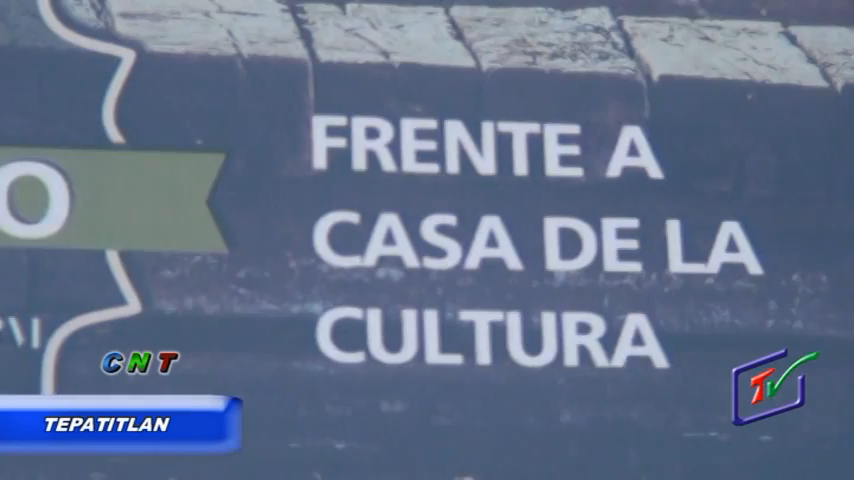 FRENTE A
CASA DE LA
CULTURA
O
CNT
TEPATITLAN
TV